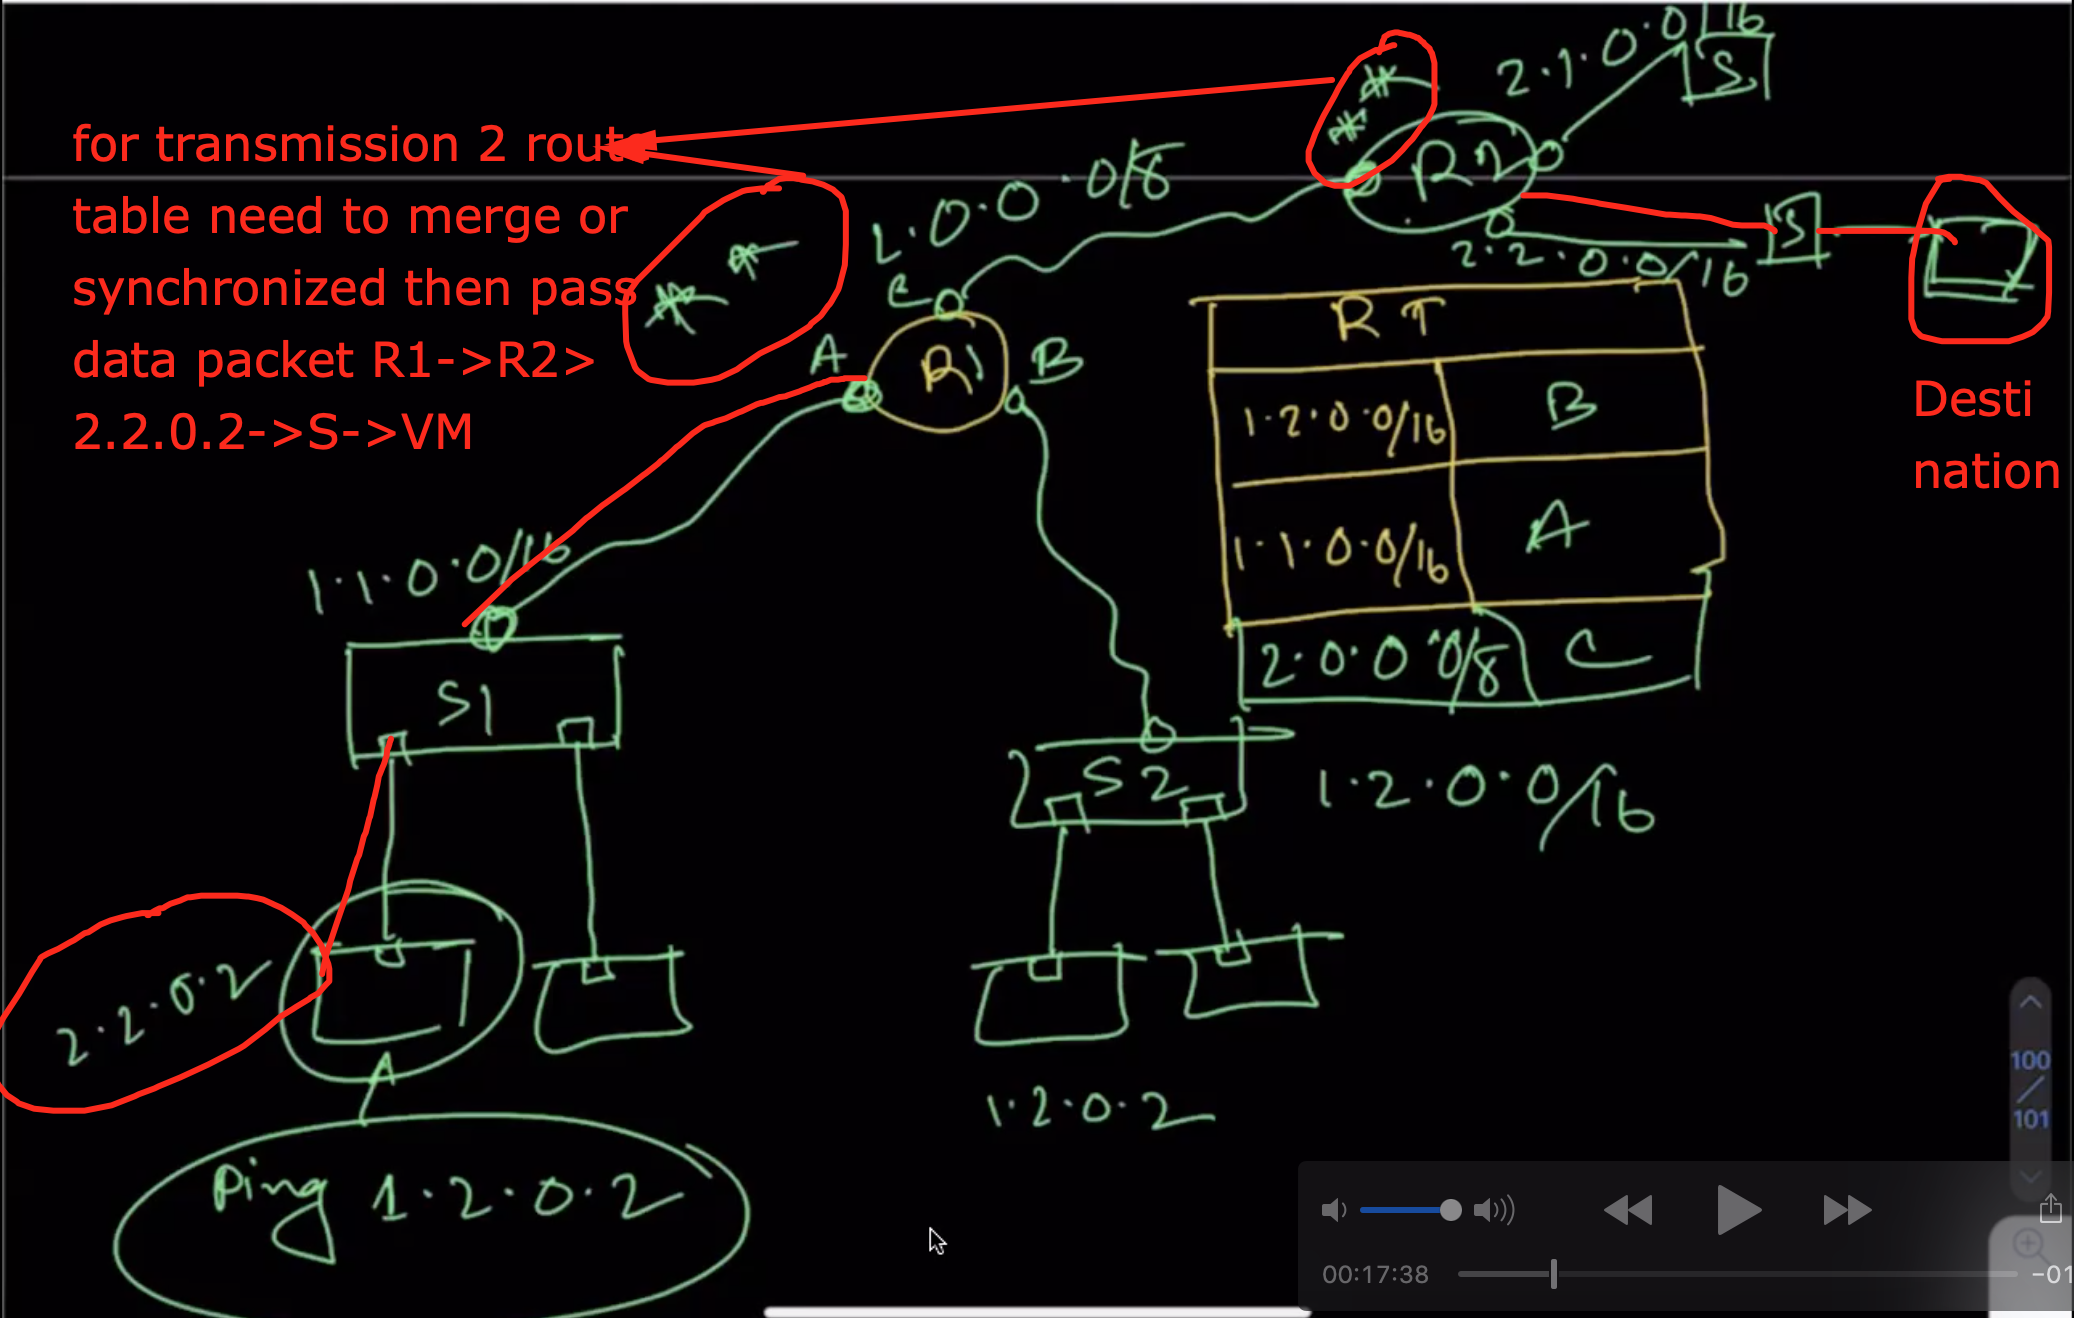 2.1.0.0/16
S
for transmission 2 route
table need to merge or
synchronized then pass
data packet R1->R2>
2.2.0.2->S->VM
R2
2.0.0.0/8
S
2.2.0.0/16
C
A
R1
B
RT
1.2.0.0/16 B
1.1.0.0/16 A
2.0.0.0/8 C
Desti
nation
1.1.0.0/16
S1
S2
1.2.0.0/16
2.2.0.2
A
1.2.0.2
Ping 1.2.0.2
100
/
101
00:17:38
-01